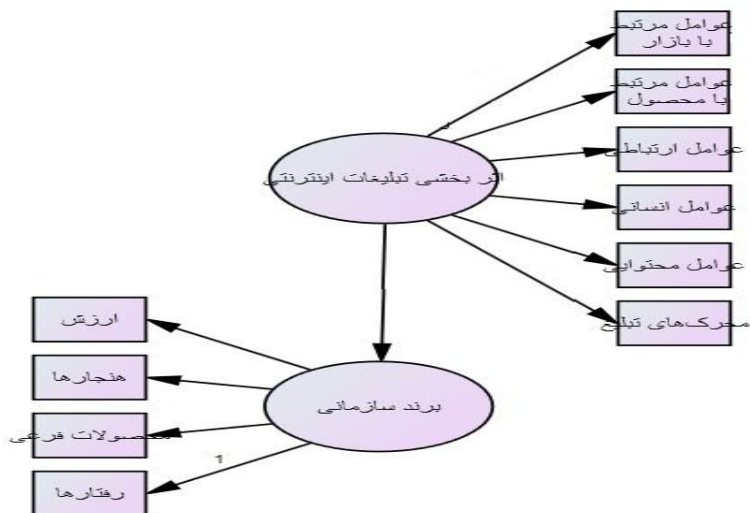 عوامل مرتبط
با بازار
عوامل مرتبط
با محصول
عوامل ارتباطی
اثر بخشی تبلیغات اینترنتی
عوامل انسانی
عوامل محتوایی
محرک‌های تبلیغ
ارزش
هنجارها
برند سازمانی
محصولات فرعی
1
رفتارها